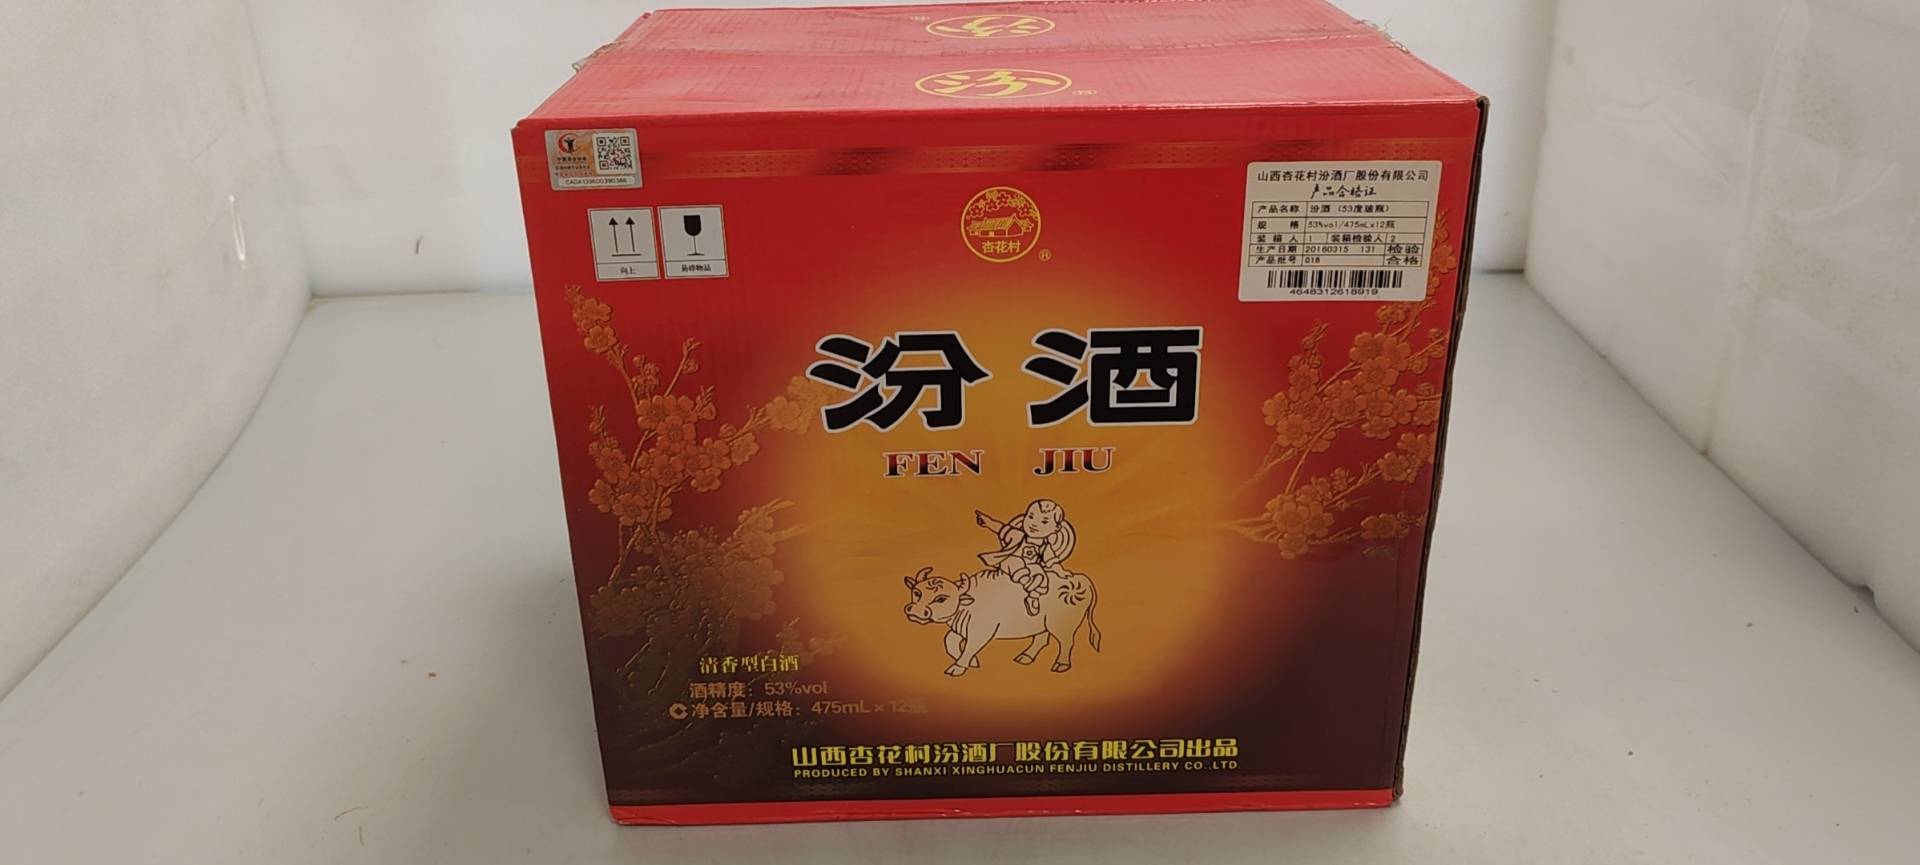 汾
®
汾
®
CADA139600390366
向上
易碎物品
杏花村
®
山西杏花村汾酒厂股份有限公司
产品合格证
产品名称 汾酒（53度玻瓶）
规格 53%vol/475mL×12瓶
装箱人 1 装箱检验人 2
生产日期 20160315 131 检验
产品批号 018 合格
4648312618919
汾酒
FEN JIU
清香型白酒
酒精度：53%vol
净含量/规格：475mL×12瓶
山西杏花村汾酒厂股份有限公司出品
PRODUCED BY SHANXI XINGHUACUN FENJIU DISTILLERY CO.,LTD